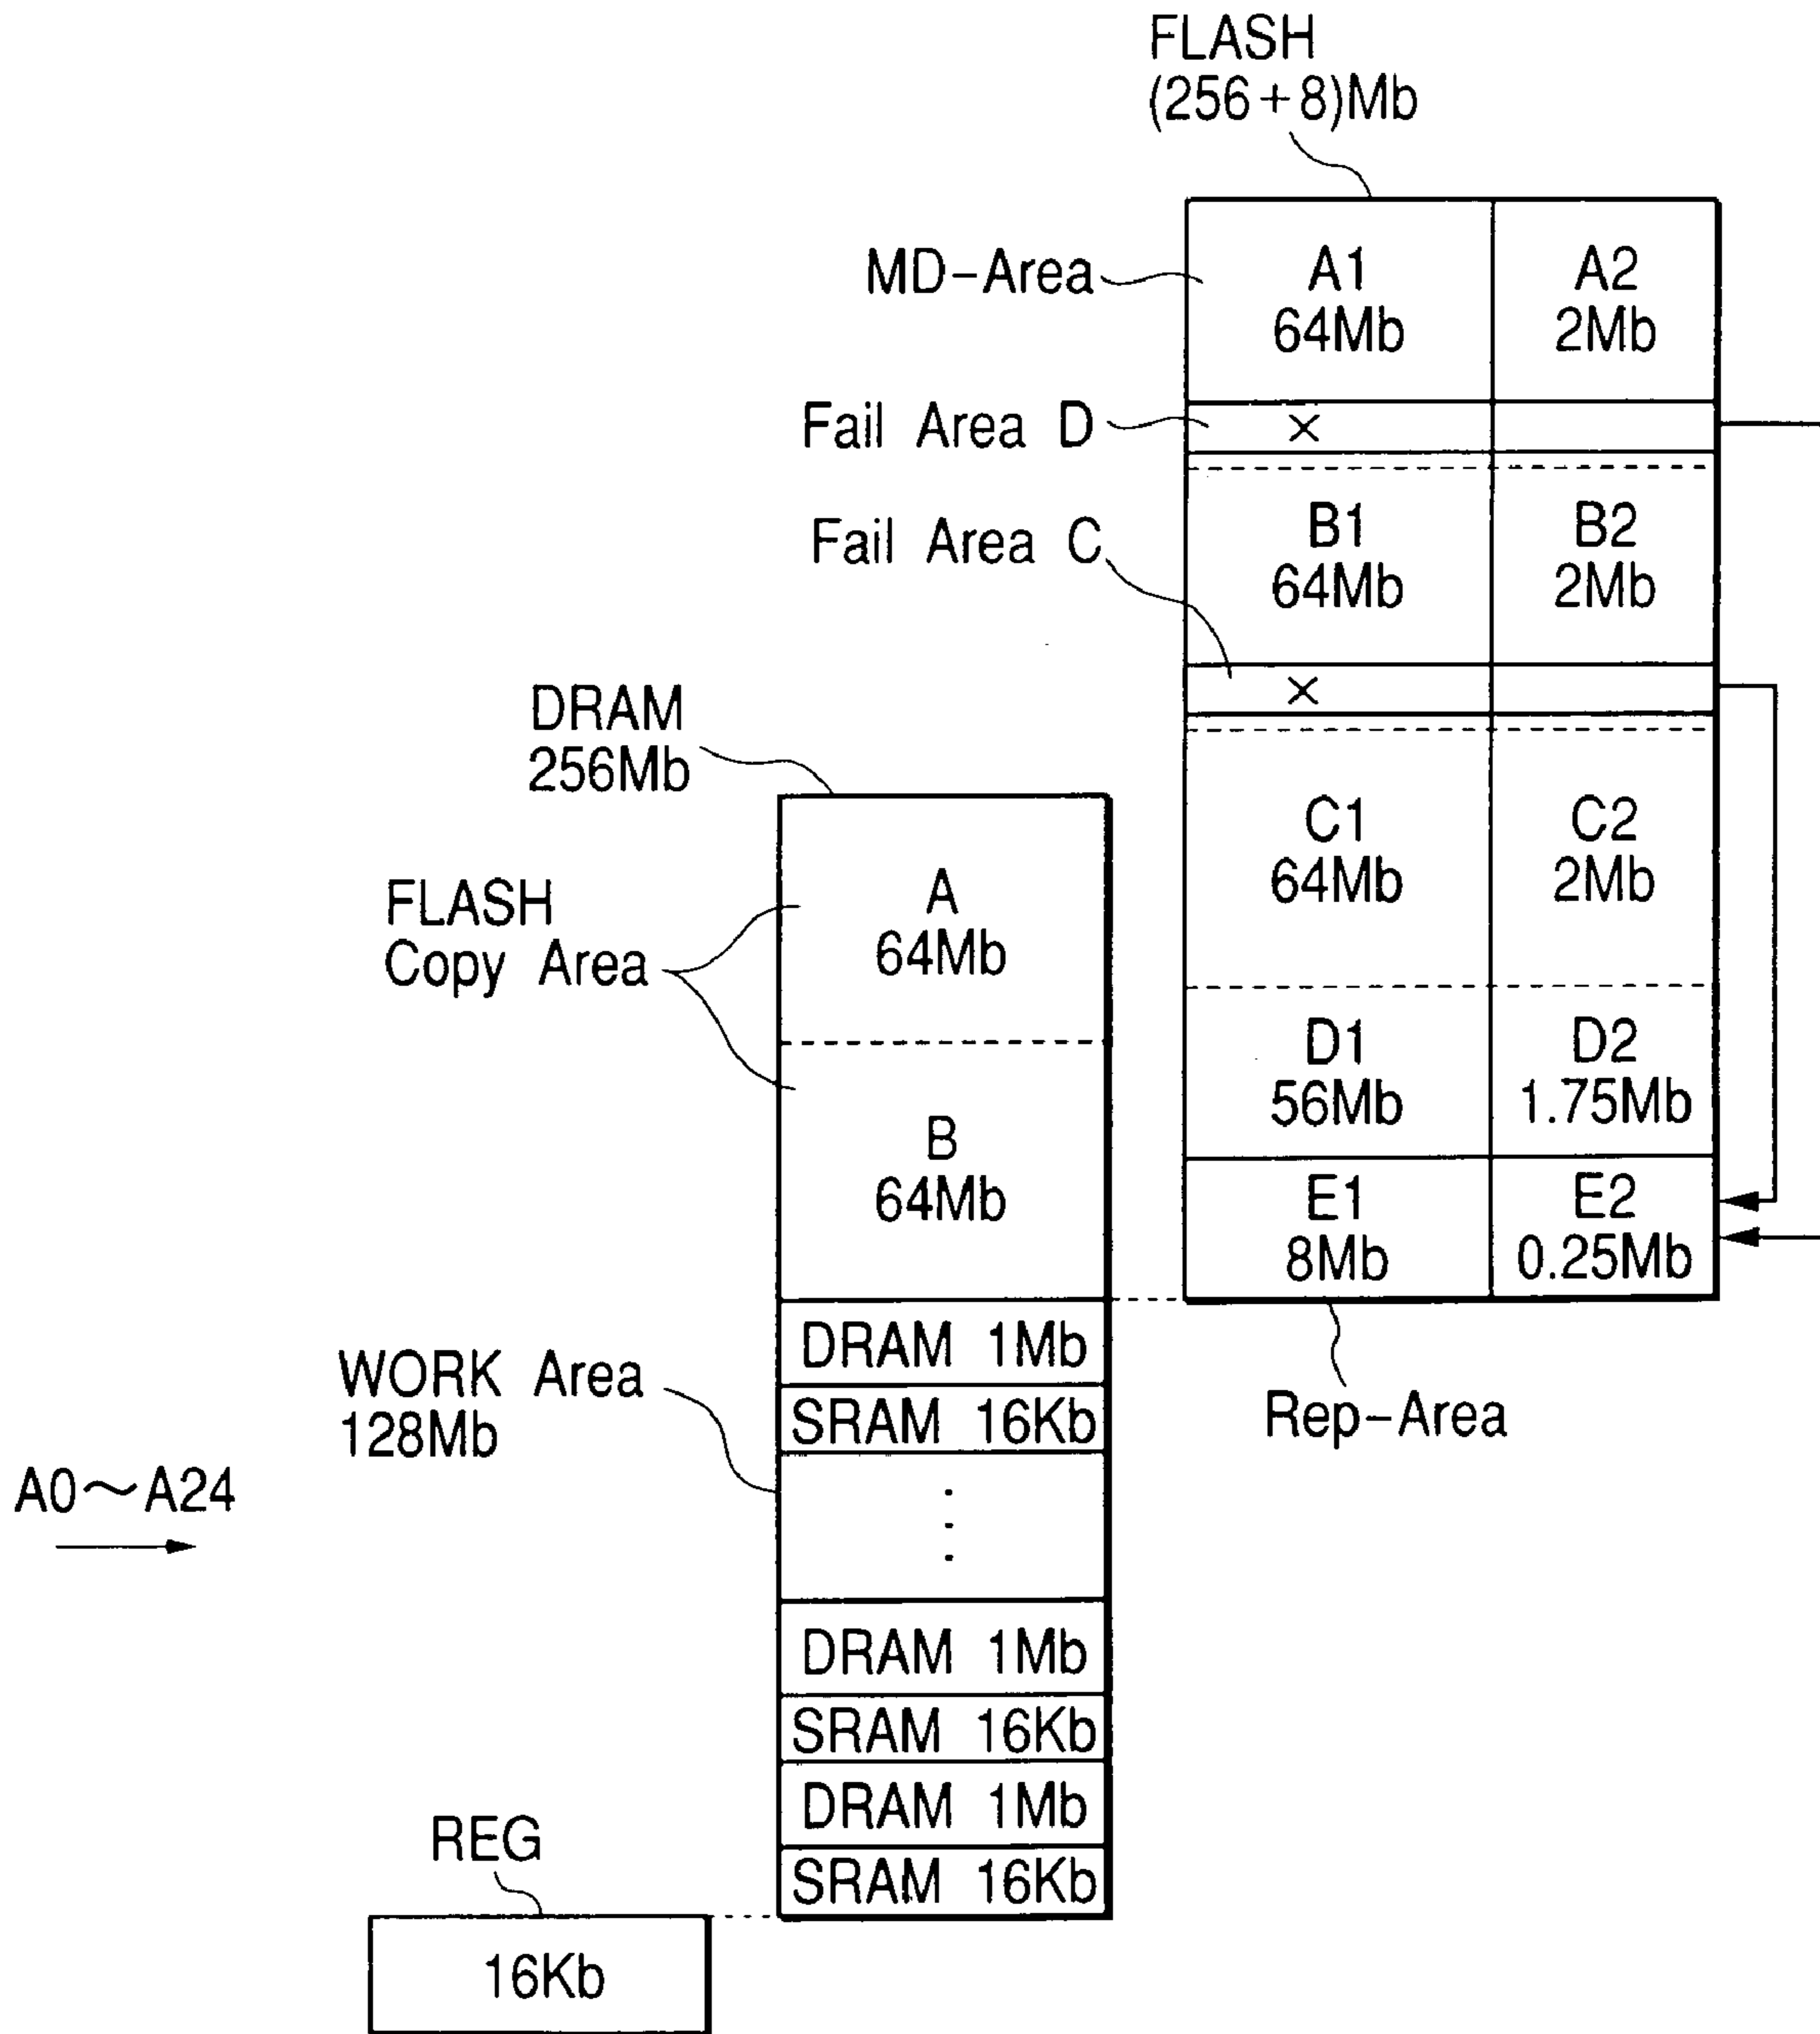 FLASH
(256+8)Mb
MD-Area
A1
64Mb
A2
2Mb
Fail Area D
×
B1
64Mb
B2
2Mb
Fail Area C
×
DRAM
256Mb
C1
64Mb
C2
2Mb
FLASH
Copy Area
A
64Mb
D1
56Mb
D2
1.75Mb
B
64Mb
E1
8Mb
E2
0.25Mb
DRAM 1Mb
WORK Area
128Mb
SRAM 16Kb
Rep-Area
A0～A24
DRAM 1Mb
SRAM 16Kb
DRAM 1Mb
REG
SRAM 16Kb
16Kb